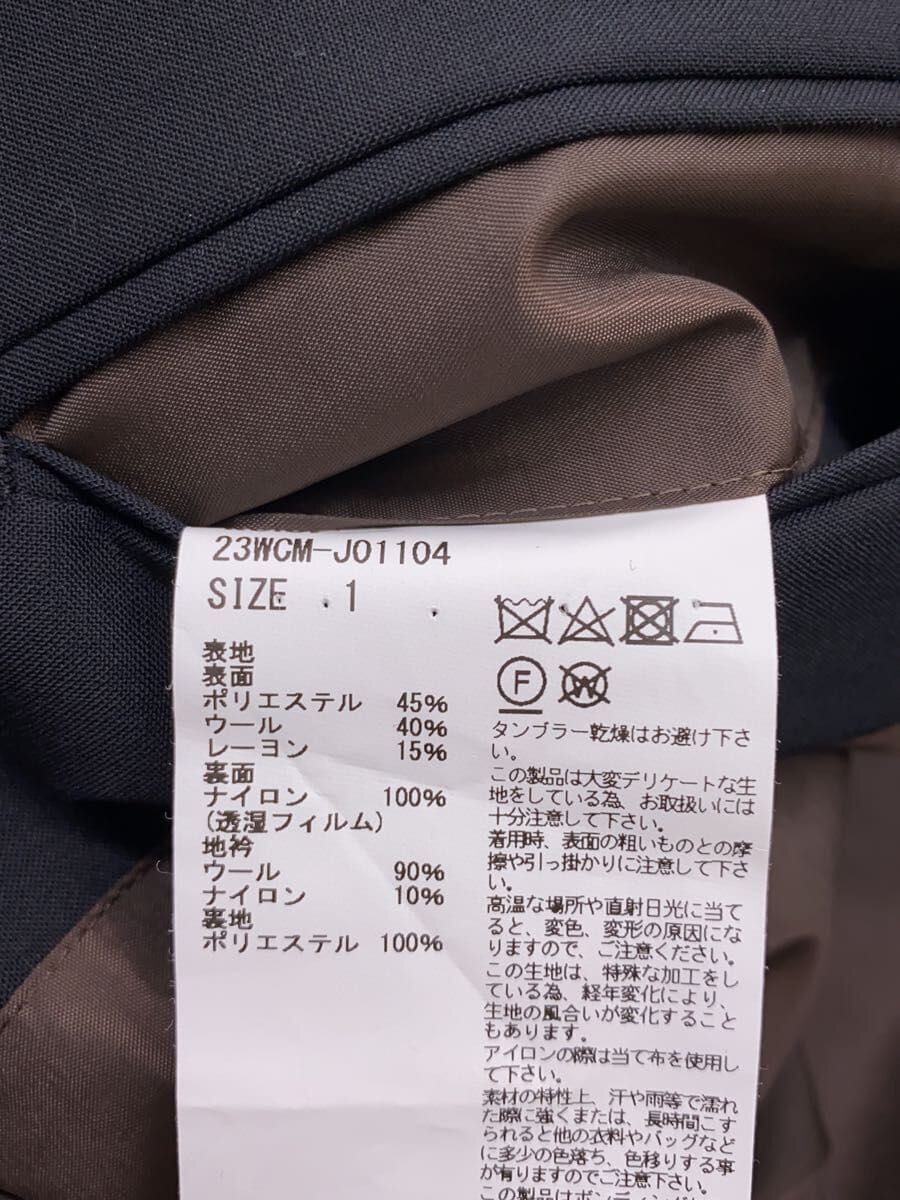 23WCM-J01104
SIZE 1
表地
表面
ポリエステル 45%
ウール 40%
レーヨン 15%
裏面
ナイロン 100%
(透湿フィルム)
地衿
ウール 90%
ナイロン 10%
裏地
ポリエステル 100%
F
W
タンブラー乾燥はお避け下さ
い。
この製品は大変デリケートな生
地をしている為、お取扱いには
十分注意して下さい。
着用時、表面の粗いものとの摩
擦や引っ掛かりに注意して下さ
い。
高温な場所や直射日光に当て
ると、変色、変形の原因にな
りますので、ご注意ください。
この生地は、特殊な加工をし
ている為、経年変化により、
生地の風合いが変化すること
もあります。
アイロンの際は当て布を使用し
て下さい。
素材の特性上、汗や雨等で濡れ
た際に強くまたは、長時間こす
られると他の衣料やバッグなど
に多少の色落ち、色移りする事
が有りますのでご注意下さい。
この製品はボンディング